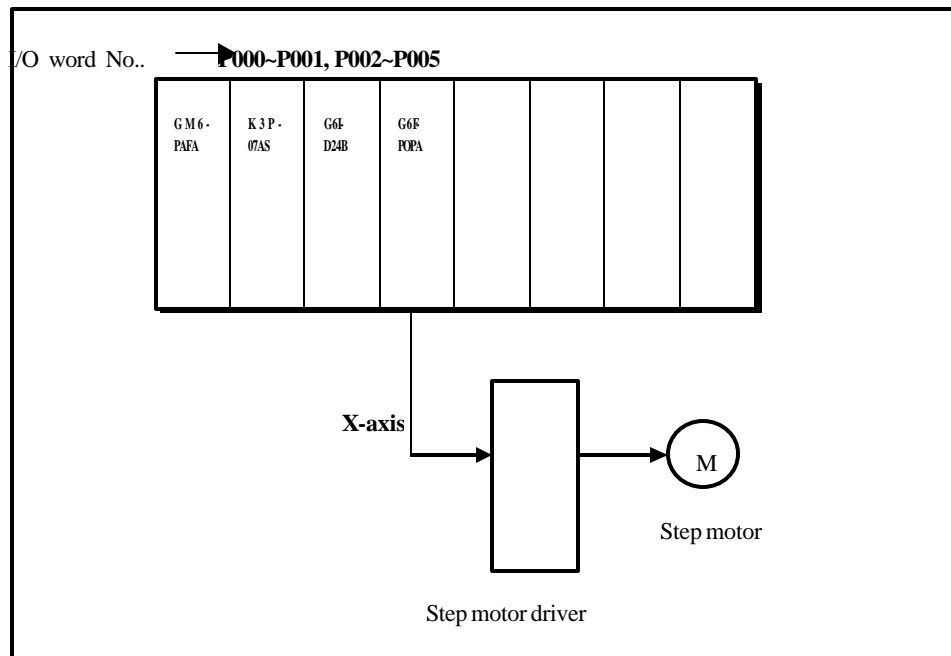 I/O word No.. P000~P001, P002~P005
GM6- K3P- G6I- G6F-
PAFA 07AS D24B POPA
X-axis
M
Step motor
Step motor driver